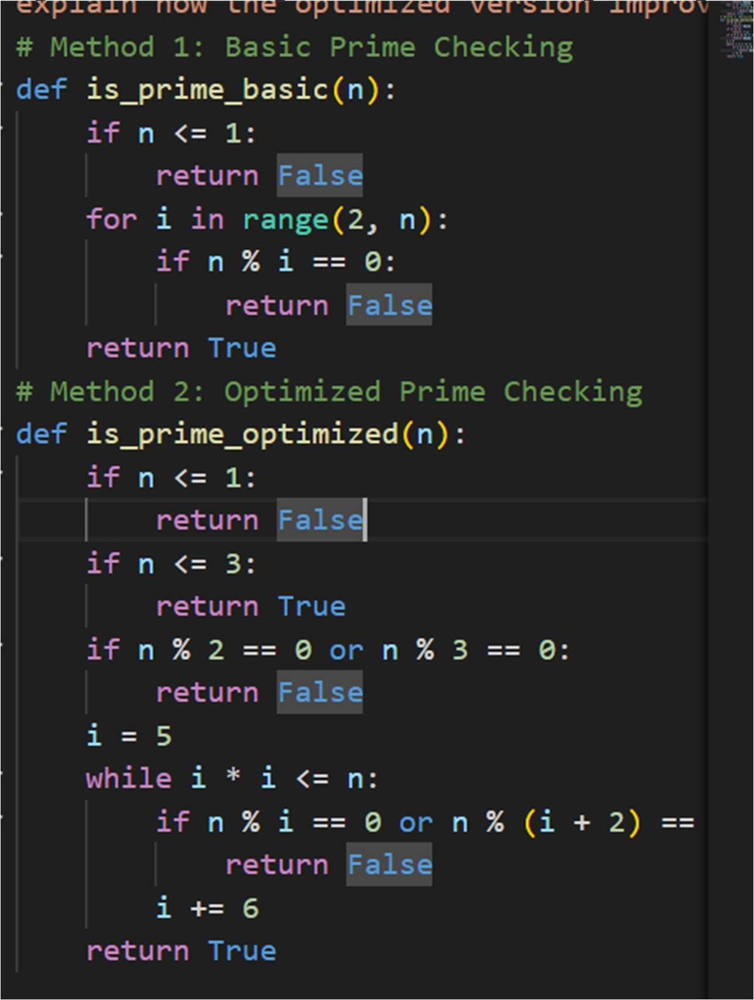 explain how the optimized version improv
# Method 1: Basic Prime Checking
def is_prime_basic(n):
    if n <= 1:
        return False
    for i in range(2, n):
        if n % i == 0:
            return False
    return True
# Method 2: Optimized Prime Checking
def is_prime_optimized(n):
    if n <= 1:
        return False
    if n <= 3:
        return True
    if n % 2 == 0 or n % 3 == 0:
        return False
    i = 5
    while i * i <= n:
        if n % i == 0 or n % (i + 2) ==
            return False
        i += 6
    return True